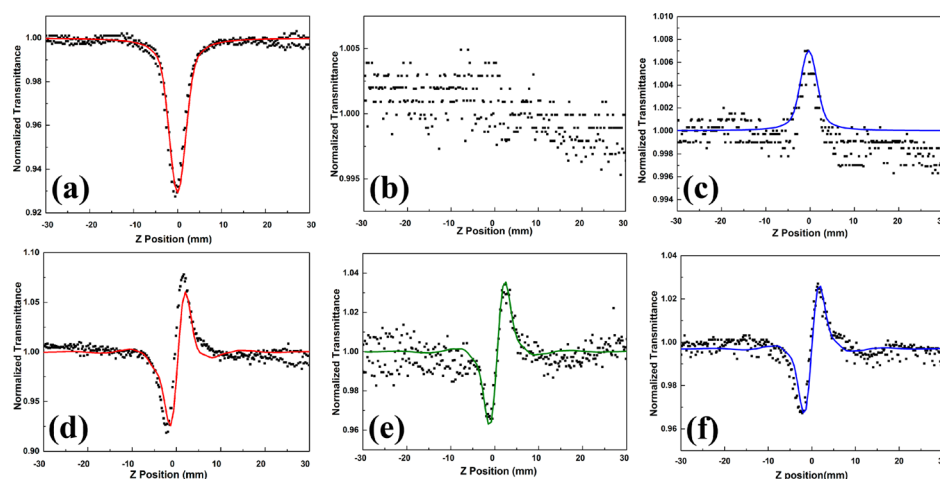 1.00
0.98
0.96
0.94
0.92
Normalized Transmittance
(a)
-30 -20 -10 0 10 20 30
Z Position (mm)
1.005
1.000
0.995
Normalized Transmittance
(b)
-30 -20 -10 0 10 20 30
Z Position (mm)
1.010
1.008
1.006
1.004
1.002
1.000
0.998
0.996
0.994
Normalized Transmittance
(c)
-30 -20 -10 0 10 20 30
Z Position (mm)
1.10
1.05
1.00
0.95
0.90
Normalized Transmittance
(d)
-30 -20 -10 0 10 20 30
Z Position (mm)
1.04
1.02
1.00
0.98
0.96
Normalized Transmittance
(e)
-30 -20 -10 0 10 20 30
Z Position (mm)
1.04
1.02
1.00
0.98
0.96
Normalized Transmittance
(f)
-30 -20 -10 0 10 20 30
Z position(mm)